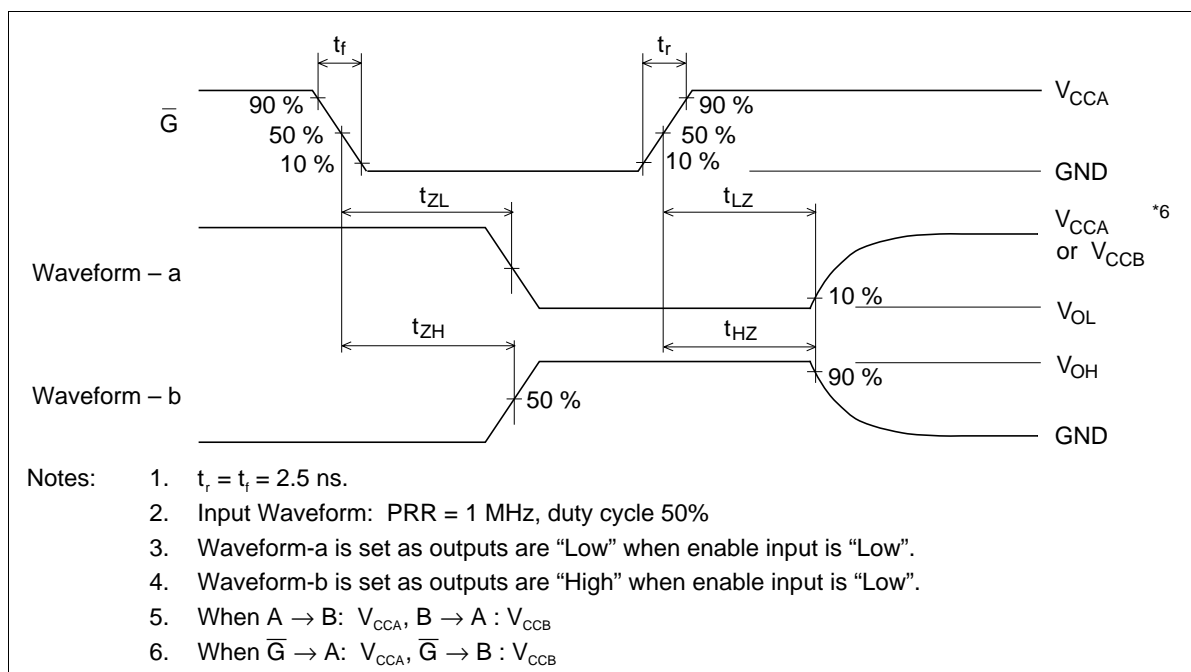 tf
tr
G̅
90 %
50 %
10 %
90 %
50 %
10 %
VCCA
GND
tZL
tLZ
Waveform – a
VCCA *6
or VCCB
10 %
VOL
tZH
tHZ
Waveform – b
50 %
90 %
VOH
GND
Notes: 1. tr = tf = 2.5 ns.
2. Input Waveform: PRR = 1 MHz, duty cycle 50%
3. Waveform-a is set as outputs are “Low” when enable input is “Low”.
4. Waveform-b is set as outputs are “High” when enable input is “Low”.
5. When A → B: VCCA, B → A : VCCB
6. When G̅ → A: VCCA, G̅ → B : VCCB